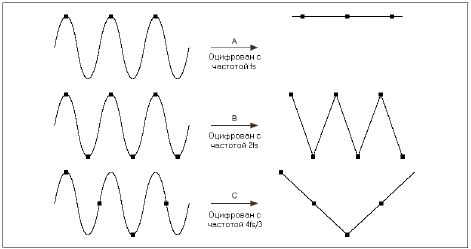 A
Оцифрован с
частотой fs
B
Оцифрован с
частотой 2fs
C
Оцифрован с
частотой 4fs/3